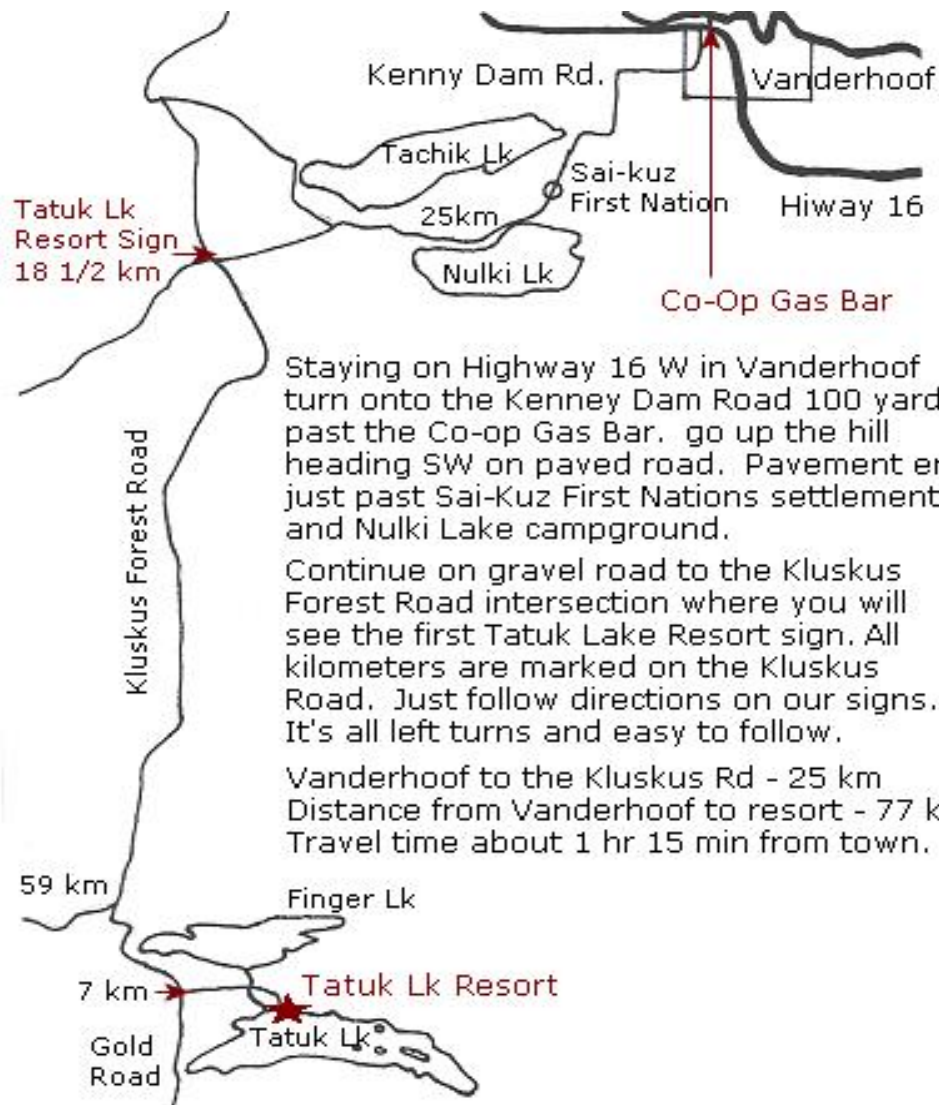 Kenny Dam Rd.
Vanderhoof
Tachik Lk
Sai-kuz
First Nation
Hiway 16
25km
Tatuk Lk
Resort Sign
18 1/2 km
Nulki Lk
Co-Op Gas Bar
Staying on Highway 16 W in Vanderhoof
turn onto the Kenney Dam Road 100 yard
past the Co-op Gas Bar. go up the hill
heading SW on paved road. Pavement en
just past Sai-Kuz First Nations settlement
and Nulki Lake campground.
Continue on gravel road to the Kluskus
Forest Road intersection where you will
see the first Tatuk Lake Resort sign. All
kilometers are marked on the Kluskus
Road. Just follow directions on our signs.
It's all left turns and easy to follow.
Vanderhoof to the Kluskus Rd - 25 km
Distance from Vanderhoof to resort - 77 k
Travel time about 1 hr 15 min from town.
Kluskus Forest Road
59 km
Finger Lk
7 km
Tatuk Lk Resort
Tatuk Lk
Gold
Road